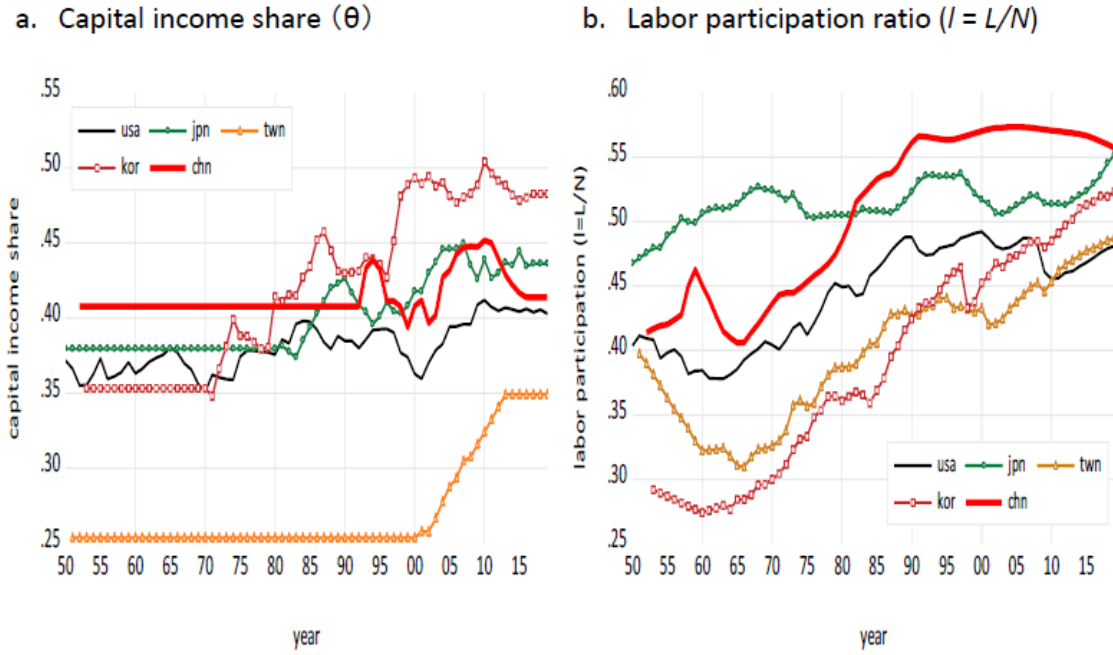 a. Capital income share (θ)
.55
usa jpn twn
kor chn
.50
.45
.40
.35
.30
.25
capital income share
50 55 60 65 70 75 80 85 90 95 00 05 10 15
year
b. Labor participation ratio (l = L/N)
.60
.55
.50
.45
.40
.35
.30
.25
labor participation (l=L/N)
usa jpn twn
kor chn
50 55 60 65 70 75 80 85 90 95 00 05 10 15
year